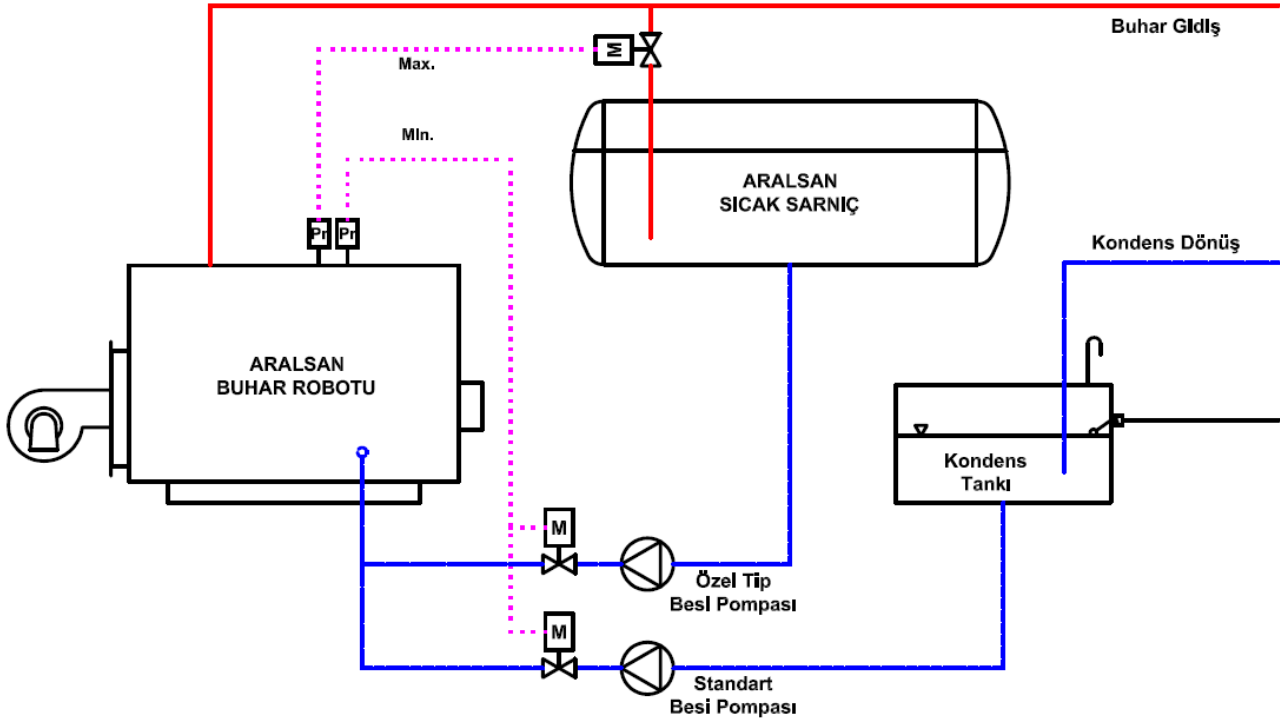 Buhar Gidiş
M
Max.
Min.
ARALSAN
SICAK SARNIÇ
Pr
Pr
Kondens Dönüş
ARALSAN
BUHAR ROBOTU
Kondens
Tankı
M
Özel Tip
Besi Pompası
M
Standart
Besi Pompası